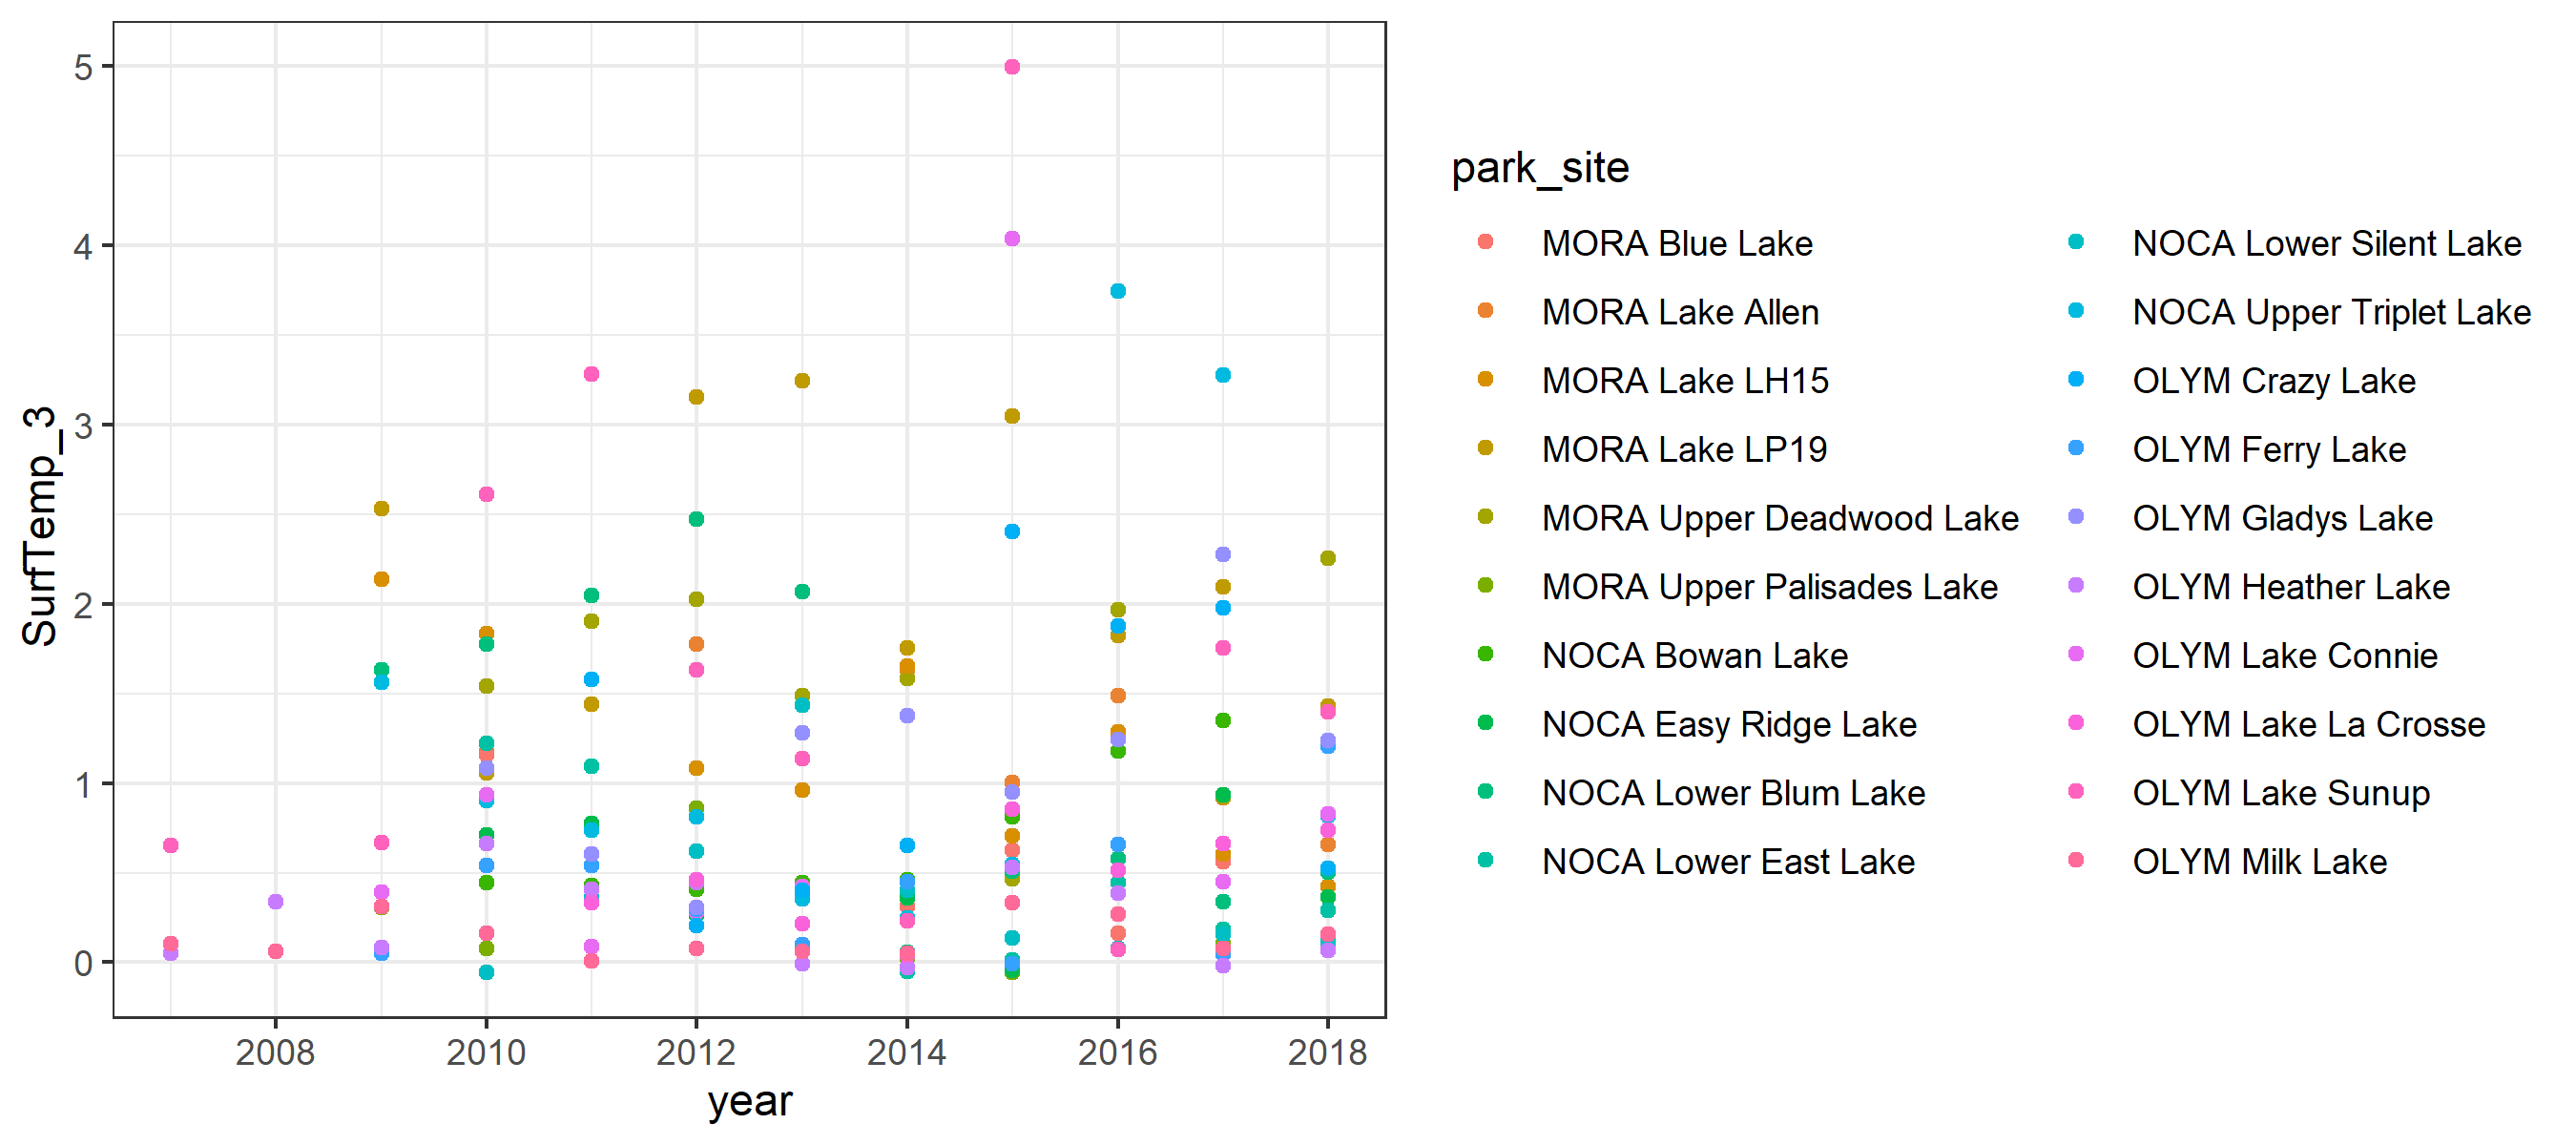 5
4
3
2
1
0
SurfTemp_3
2008 2010 2012 2014 2016 2018
year
park_site
MORA Blue Lake
MORA Lake Allen
MORA Lake LH15
MORA Lake LP19
MORA Upper Deadwood Lake
MORA Upper Palisades Lake
NOCA Bowan Lake
NOCA Easy Ridge Lake
NOCA Lower Blum Lake
NOCA Lower East Lake
NOCA Lower Silent Lake
NOCA Upper Triplet Lake
OLYM Crazy Lake
OLYM Ferry Lake
OLYM Gladys Lake
OLYM Heather Lake
OLYM Lake Connie
OLYM Lake La Crosse
OLYM Lake Sunup
OLYM Milk Lake